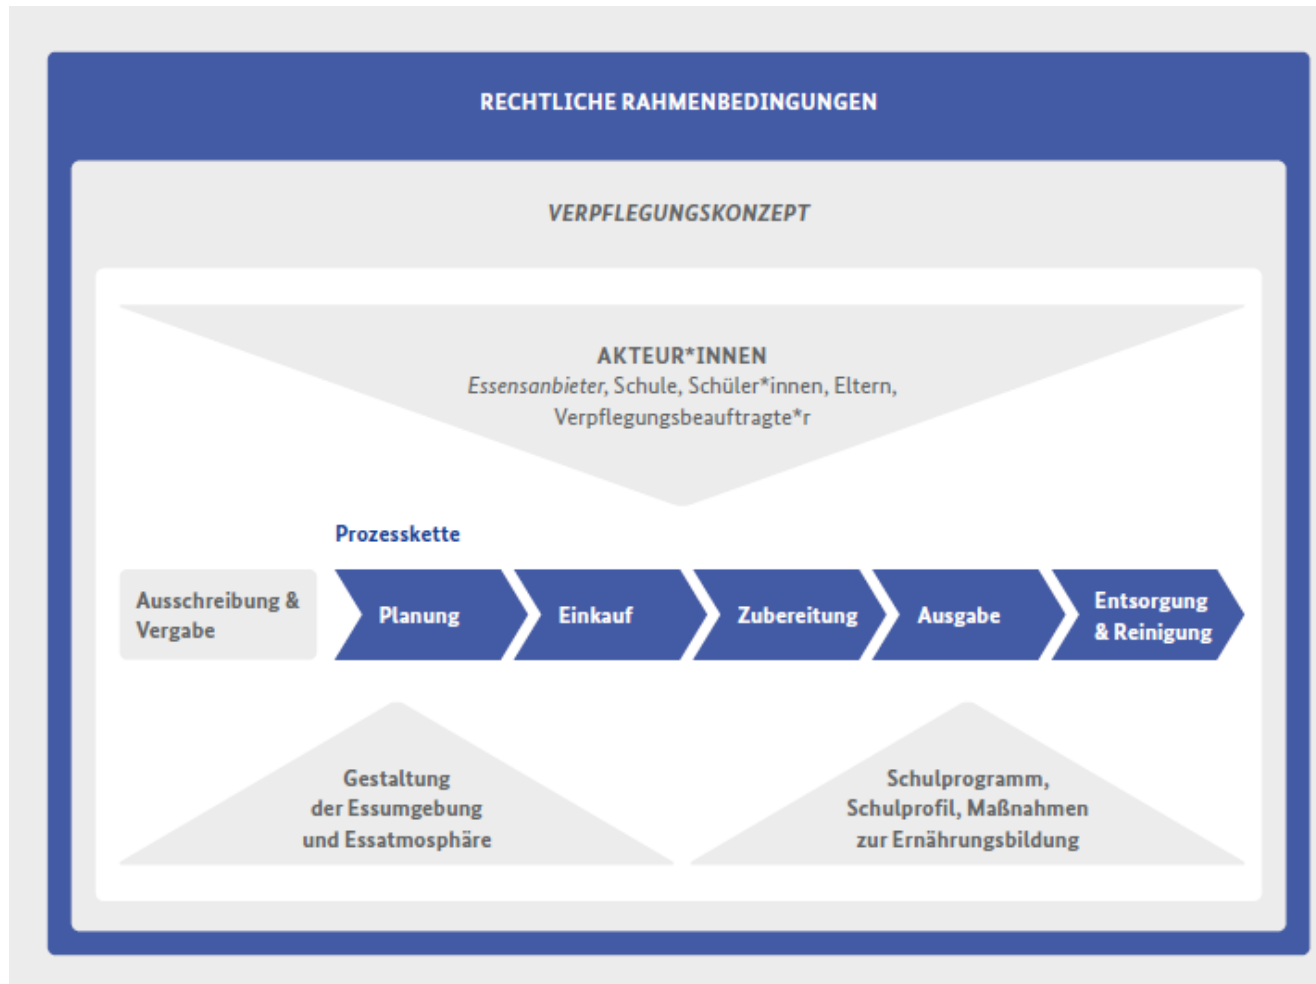 RECHTLICHE RAHMENBEDINGUNGEN
VERPFLEGUNGSKONZEPT
AKTEUR*INNEN
Essensanbieter, Schule, Schüler*innen, Eltern,
Verpflegungsbeauftragte*r
Prozesskette
Ausschreibung &
Vergabe
Planung
Einkauf
Zubereitung
Ausgabe
Entsorgung
& Reinigung
Gestaltung
der Essumgebung
und Essatmosphäre
Schulprogramm,
Schulprofil, Maßnahmen
zur Ernährungsbildung